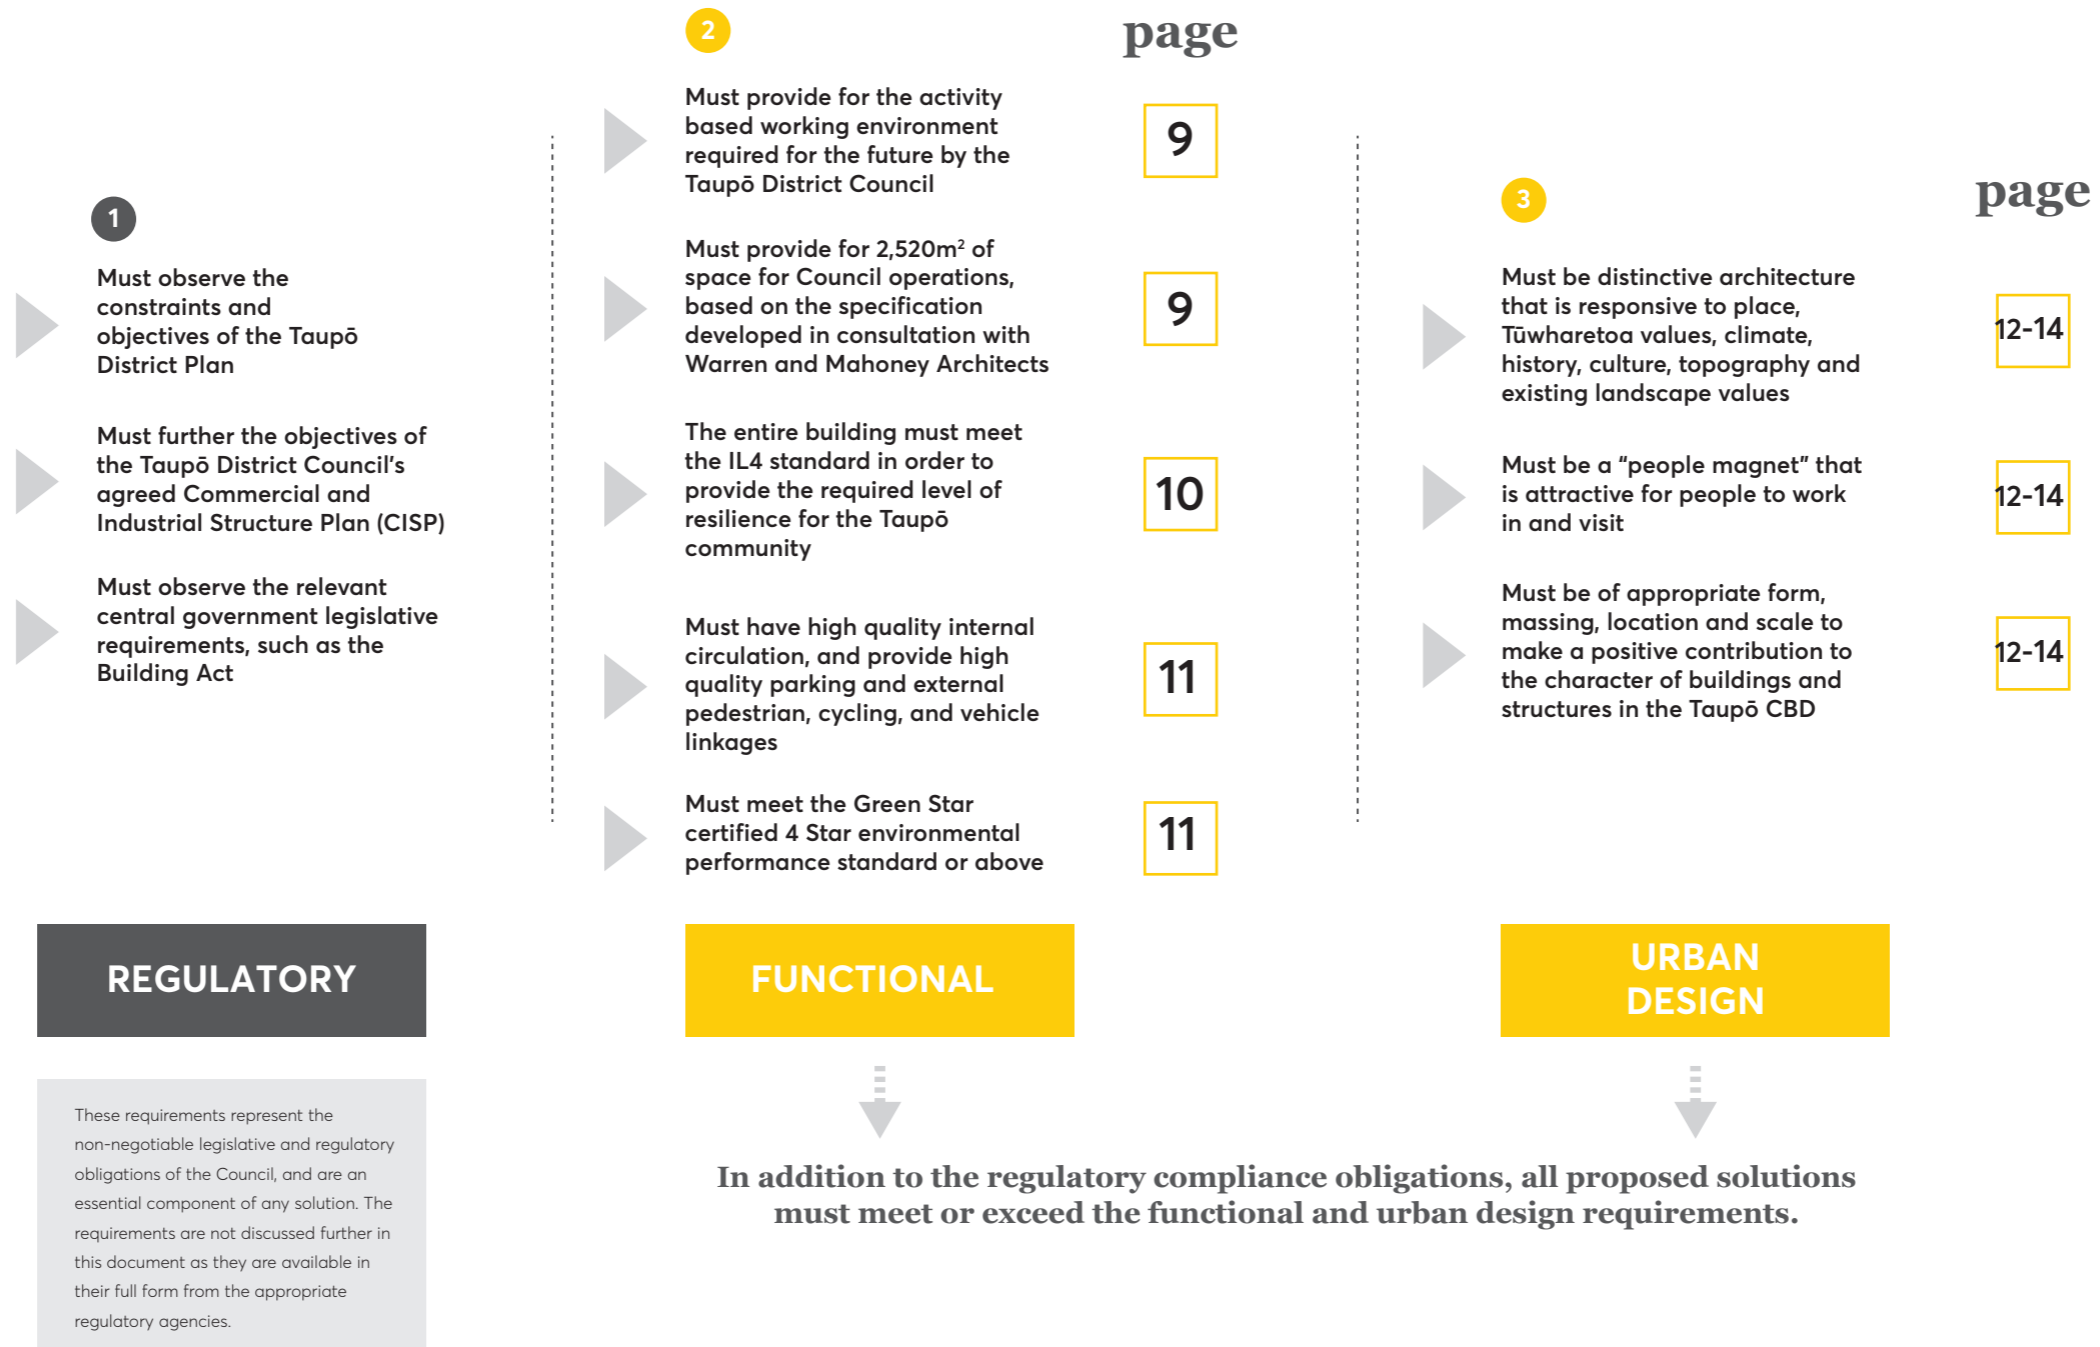 1
Must observe the
constraints and
objectives of the Taupō
District Plan
Must further the objectives of
the Taupō District Council's
agreed Commercial and
Industrial Structure Plan (CISP)
Must observe the relevant
central government legislative
requirements, such as the
Building Act
REGULATORY
These requirements represent the
non-negotiable legislative and regulatory
obligations of the Council, and are an
essential component of any solution. The
requirements are not discussed further in
this document as they are available in
their full form from the appropriate
regulatory agencies.
2
page
Must provide for the activity
based working environment
required for the future by the
Taupō District Council
9
Must provide for 2,520m² of
space for Council operations,
based on the specification
developed in consultation with
Warren and Mahoney Architects
9
The entire building must meet
the IL4 standard in order to
provide the required level of
resilience for the Taupō
community
10
Must have high quality internal
circulation, and provide high
quality parking and external
pedestrian, cycling, and vehicle
linkages
11
Must meet the Green Star
certified 4 Star environmental
performance standard or above
11
FUNCTIONAL
3
page
Must be distinctive architecture
that is responsive to place,
Tūwharetoa values, climate,
history, culture, topography and
existing landscape values
12-14
Must be a “people magnet” that
is attractive for people to work
in and visit
12-14
Must be of appropriate form,
massing, location and scale to
make a positive contribution to
the character of buildings and
structures in the Taupō CBD
12-14
URBAN
DESIGN
In addition to the regulatory compliance obligations, all proposed solutions
must meet or exceed the functional and urban design requirements.